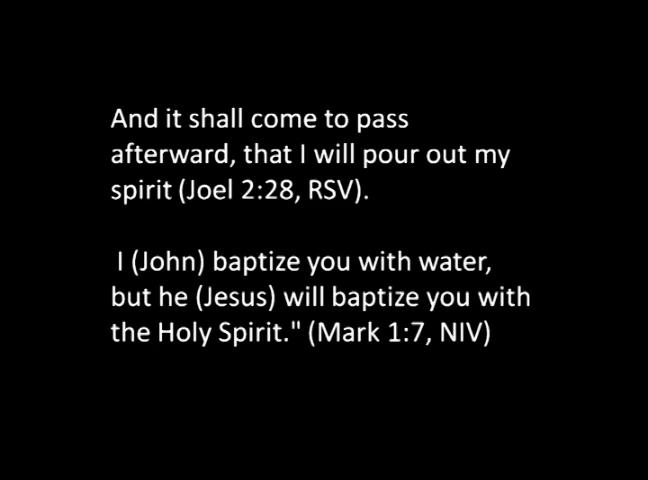 And it shall come to pass
afterward, that I will pour out my
spirit (Joel 2:28, RSV).
I (John) baptize you with water,
but he (Jesus) will baptize you with
the Holy Spirit." (Mark 1:7, NIV)